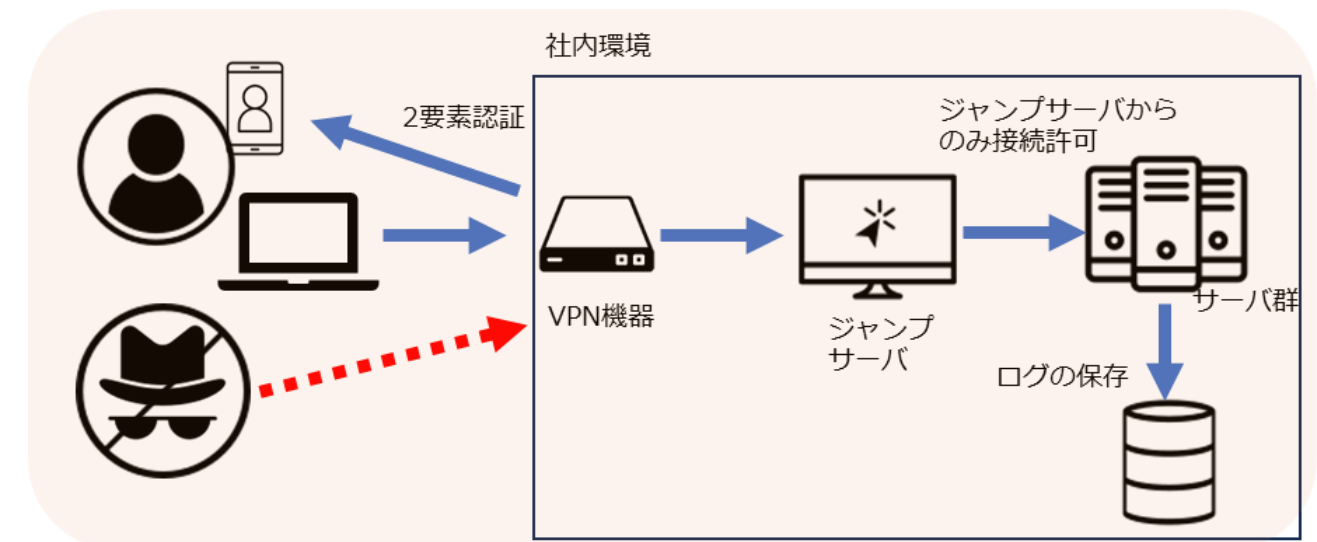 社内環境
2要素認証
ジャンプサーバから
のみ接続許可
VPN機器
ジャンプ
サーバ
サーバ群
ログの保存